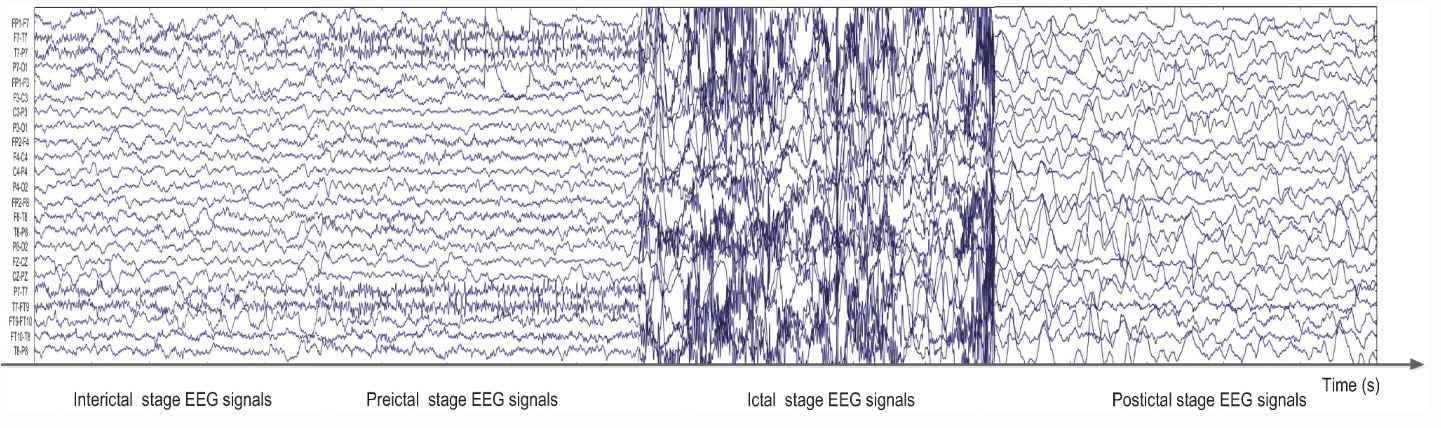 FP1-F7
F7-T7
T7-P7
P7-O1
FP1-F3
F3-C3
C3-P3
P3-O1
FP2-F4
F4-C4
C4-P4
P4-O2
FP2-F8
F8-T8
T8-P8
P8-O2
FZ-CZ
CZ-PZ
P7-T7
T7-FT9
FT9-FT10
FT10-T8
T8-P8
Time (s)
Interictal stage EEG signals
Preictal stage EEG signals
Ictal stage EEG signals
Postictal stage EEG signals